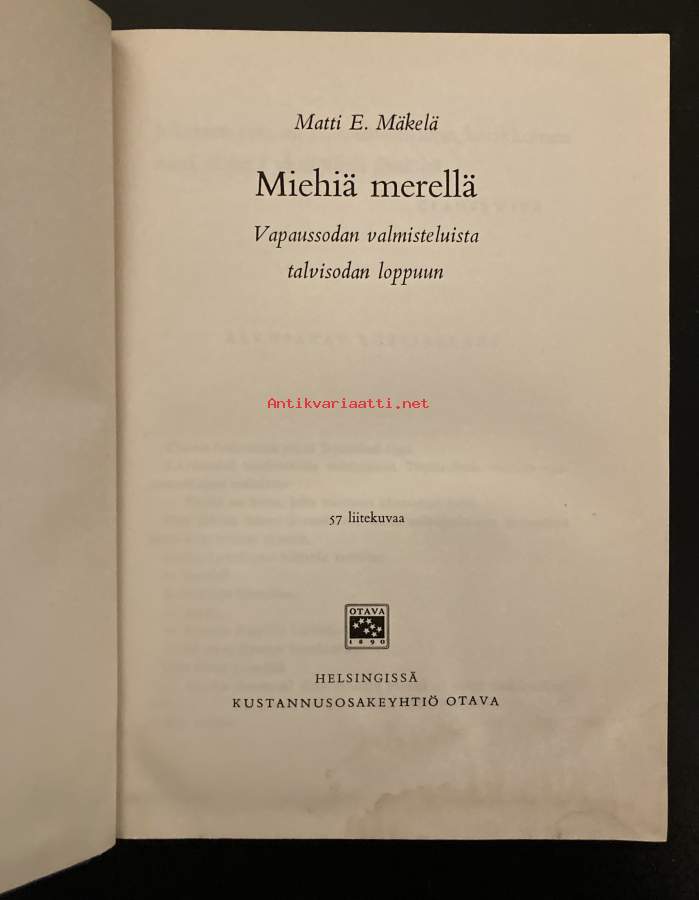 Matti E. Mäkelä
Miehiä merellä
Vapaussodan valmisteluista
talvisodan loppuun
Antikvariaatti.net
57 liitekuvaa
OTAVA
1890
HELSINGISSÄ
KUSTANNUSOSAKEYHTIÖ OTAVA